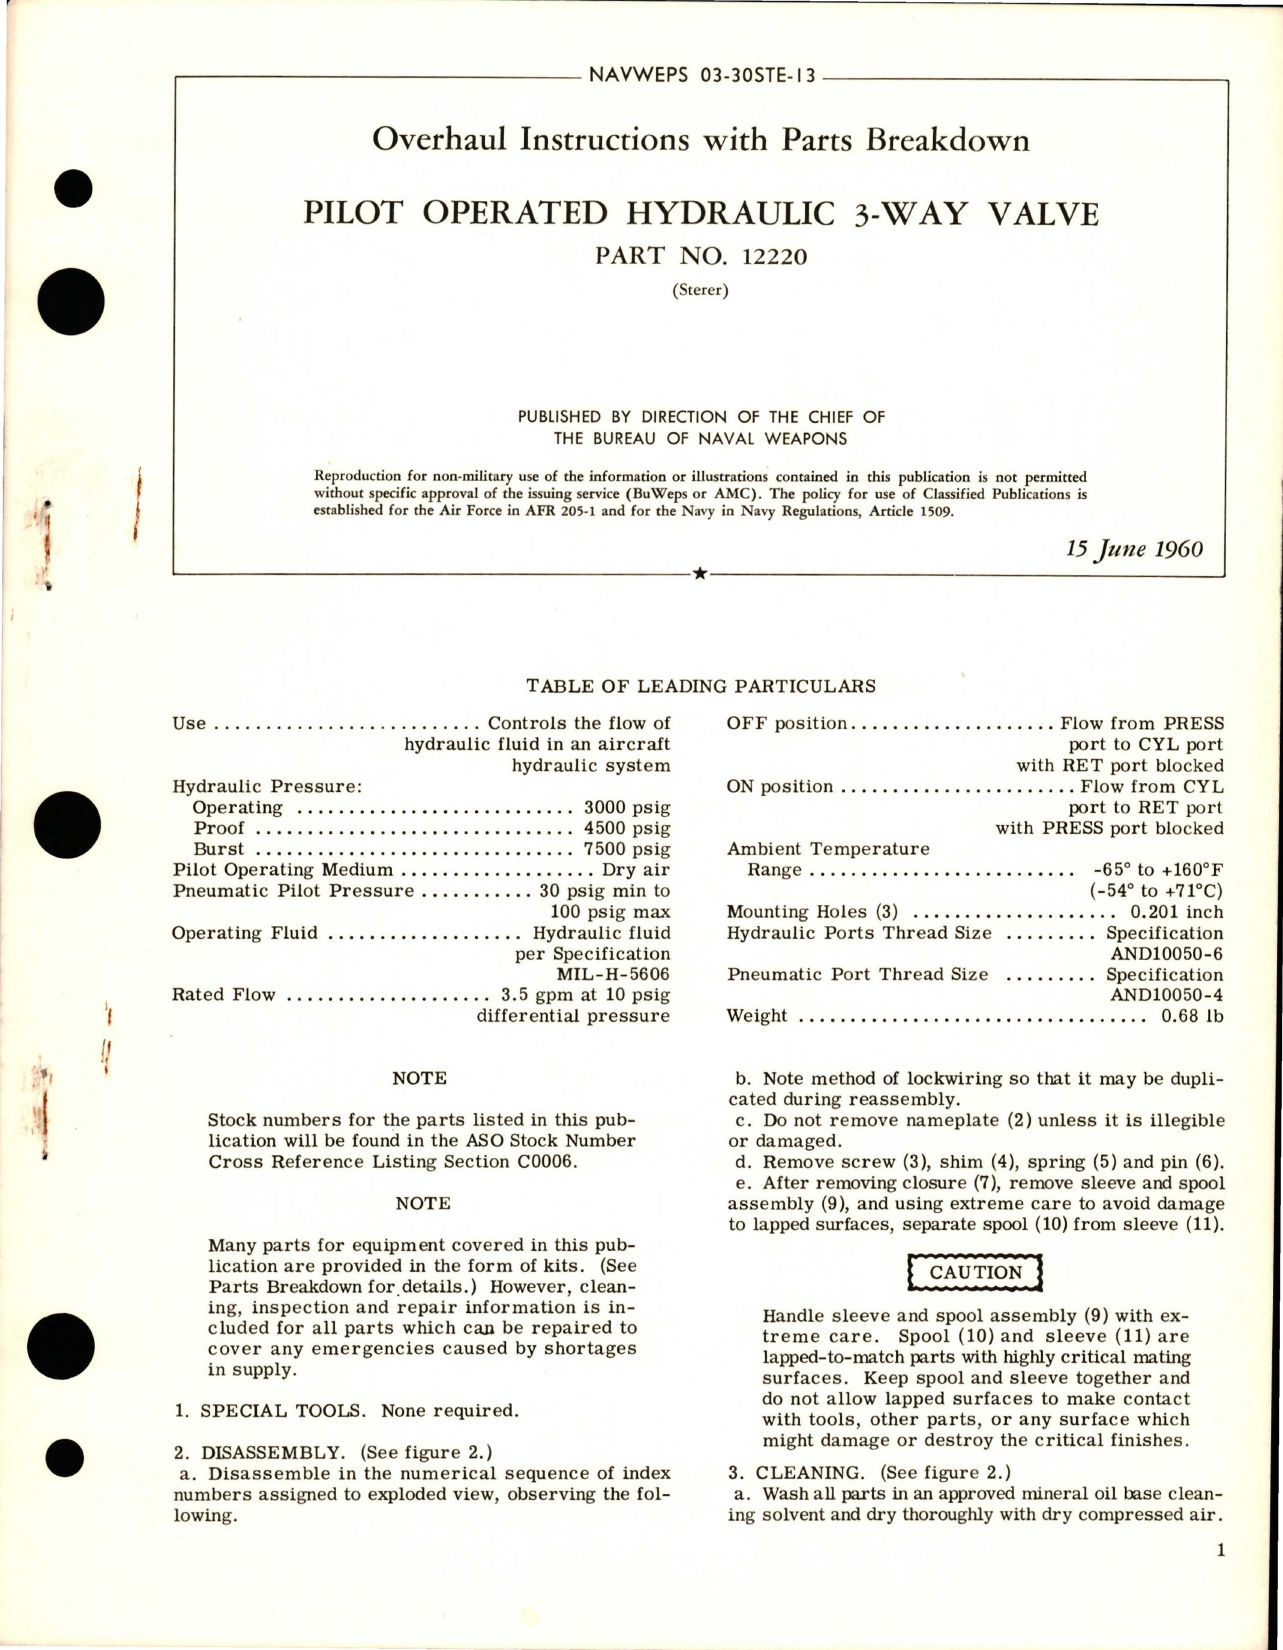 NAVWEPS 03-30STE-13
Overhaul Instructions with Parts Breakdown
PILOT OPERATED HYDRAULIC 3-WAY VALVE
PART NO. 12220
(Sterer)
PUBLISHED BY DIRECTION OF THE CHIEF OF
THE BUREAU OF NAVAL WEAPONS
Reproduction for non-military use of the information or illustrations contained in this publication is not permitted
without specific approval of the issuing service (BuWeps or AMC). The policy for use of Classified Publications is
established for the Air Force in AFR 205-1 and for the Navy in Navy Regulations, Article 1509.
15 June 1960
TABLE OF LEADING PARTICULARS
Use .......................... Controls the flow of
hydraulic fluid in an aircraft
hydraulic system
Hydraulic Pressure:
Operating ........................... 3000 psig
Proof ............................... 4500 psig
Burst ............................... 7500 psig
Pilot Operating Medium ................... Dry air
Pneumatic Pilot Pressure ........... 30 psig min to
100 psig max
Operating Fluid ................... Hydraulic fluid
per Specification
MIL-H-5606
Rated Flow .................... 3.5 gpm at 10 psig
differential pressure
OFF position.................... Flow from PRESS
port to CYL port
with RET port blocked
ON position ....................... Flow from CYL
port to RET port
with PRESS port blocked
Ambient Temperature
Range .......................... -65° to +160°F
(-54° to +71°C)
Mounting Holes (3) .................... 0.201 inch
Hydraulic Ports Thread Size ......... Specification
AND10050-6
Pneumatic Port Thread Size ......... Specification
AND10050-4
Weight .................................. 0.68 lb
NOTE
Stock numbers for the parts listed in this pub-
lication will be found in the ASO Stock Number
Cross Reference Listing Section C0006.
NOTE
Many parts for equipment covered in this pub-
lication are provided in the form of kits. (See
Parts Breakdown for details.) However, clean-
ing, inspection and repair information is in-
cluded for all parts which can be repaired to
cover any emergencies caused by shortages
in supply.
1. SPECIAL TOOLS. None required.
2. DISASSEMBLY. (See figure 2.)
a. Disassemble in the numerical sequence of index
numbers assigned to exploded view, observing the fol-
lowing.
b. Note method of lockwiring so that it may be dupli-
cated during reassembly.
c. Do not remove nameplate (2) unless it is illegible
or damaged.
d. Remove screw (3), shim (4), spring (5) and pin (6).
e. After removing closure (7), remove sleeve and spool
assembly (9), and using extreme care to avoid damage
to lapped surfaces, separate spool (10) from sleeve (11).
CAUTION
Handle sleeve and spool assembly (9) with ex-
treme care. Spool (10) and sleeve (11) are
lapped-to-match parts with highly critical mating
surfaces. Keep spool and sleeve together and
do not allow lapped surfaces to make contact
with tools, other parts, or any surface which
might damage or destroy the critical finishes.
3. CLEANING. (See figure 2.)
a. Wash all parts in an approved mineral oil base clean-
ing solvent and dry thoroughly with dry compressed air.
1